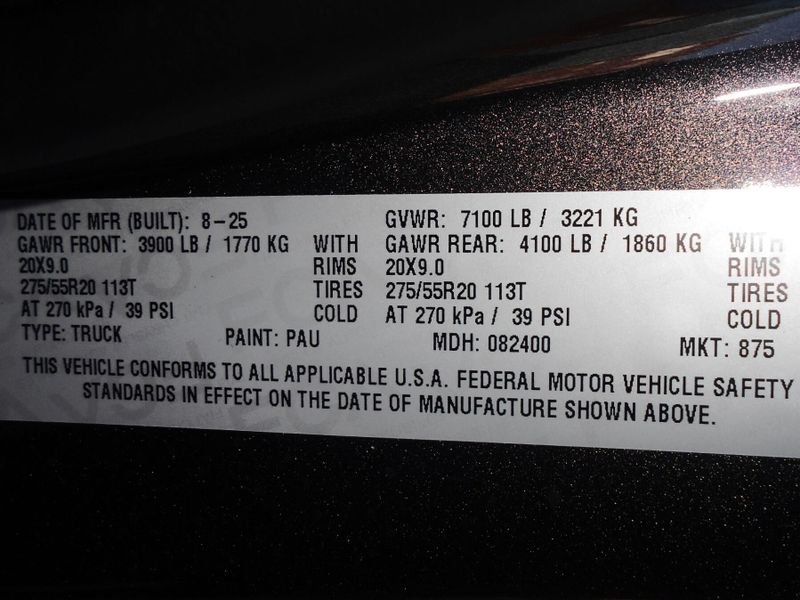 DATE OF MFR (BUILT): 8-25 GVWR: 7100 LB / 3221 KG
GAWR FRONT: 3900 LB / 1770 KG WITH GAWR REAR: 4100 LB / 1860 KG WITH
20X9.0 RIMS 20X9.0 RIMS
275/55R20 113T TIRES 275/55R20 113T TIRES
AT 270 kPa / 39 PSI COLD AT 270 kPa / 39 PSI COLD
TYPE: TRUCK PAINT: PAU MDH: 082400 MKT: 875
THIS VEHICLE CONFORMS TO ALL APPLICABLE U.S.A. FEDERAL MOTOR VEHICLE SAFETY
STANDARDS IN EFFECT ON THE DATE OF MANUFACTURE SHOWN ABOVE.